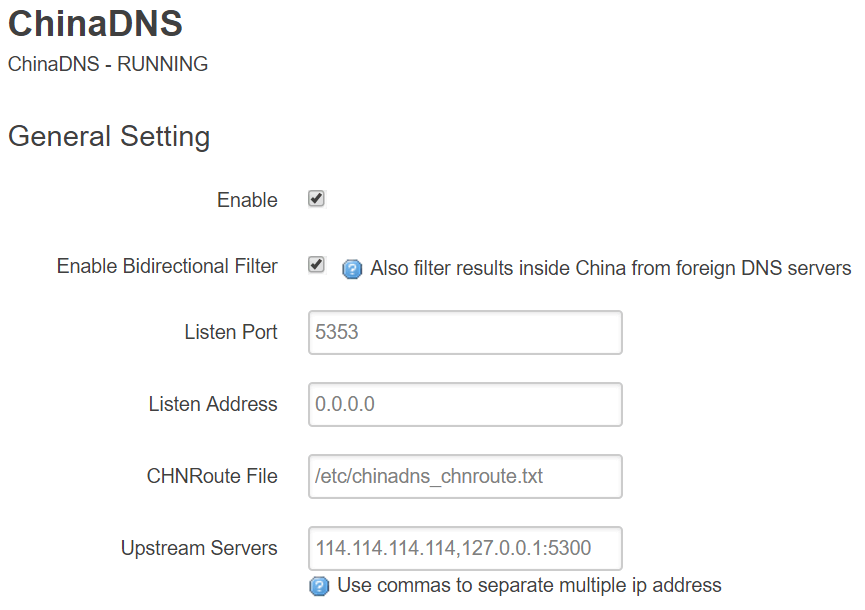 ChinaDNS
ChinaDNS - RUNNING
General Setting
Enable
Enable Bidirectional Filter ? Also filter results inside China from foreign DNS servers
Listen Port 5353
Listen Address 0.0.0.0
CHNRoute File /etc/chinadns_chnroute.txt
Upstream Servers 114.114.114.114,127.0.0.1:5300
? Use commas to separate multiple ip address